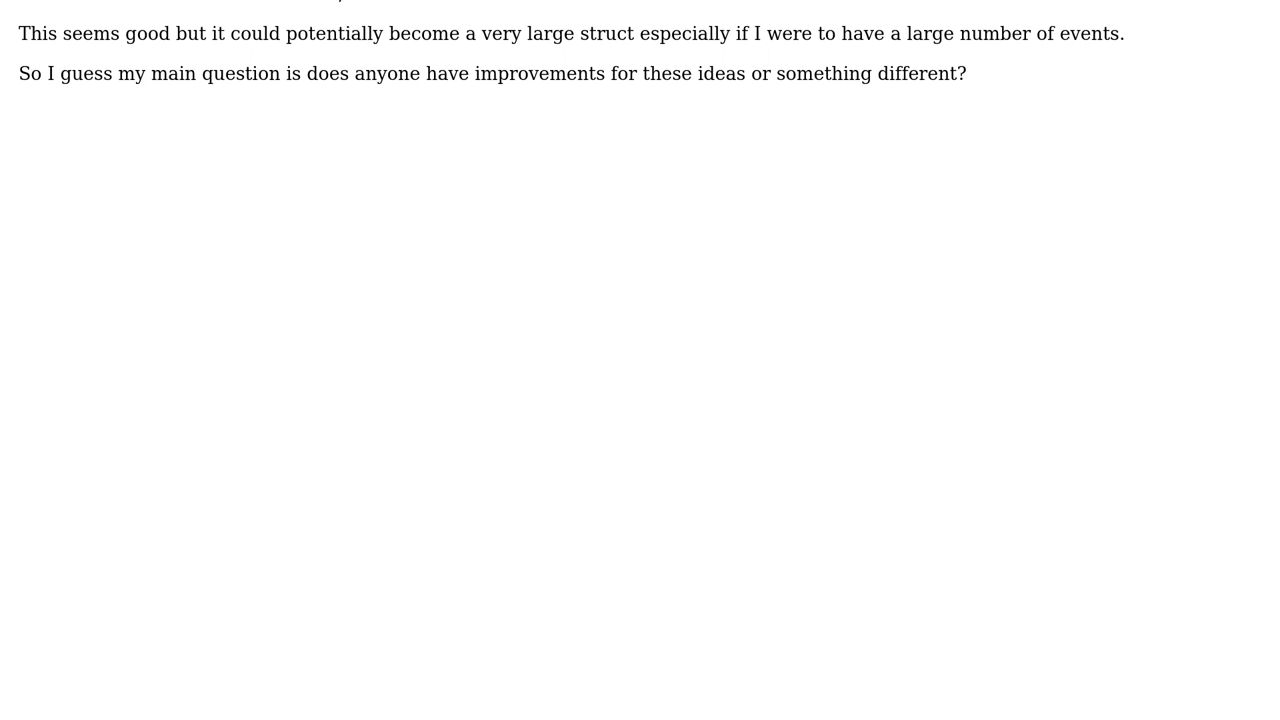 This seems good but it could potentially become a very large struct especially if I were to have a large number of events.
So I guess my main question is does anyone have improvements for these ideas or something different?